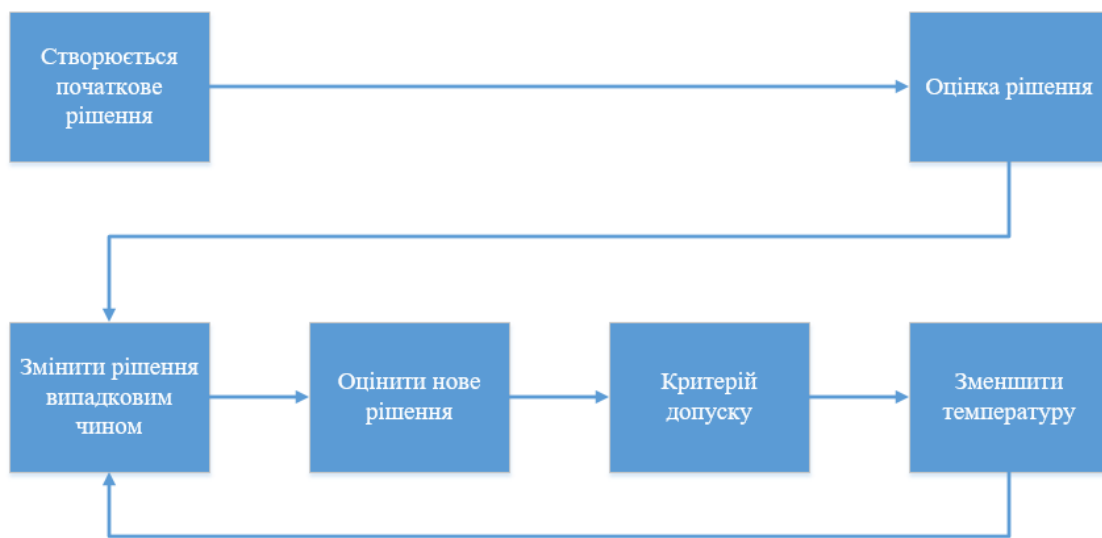 Створюється
початкове
рішення
Оцінка рішення
Змінити рішення
випадковим
чином
Оцінити нове
рішення
Критерій
допуску
Зменшити
температуру